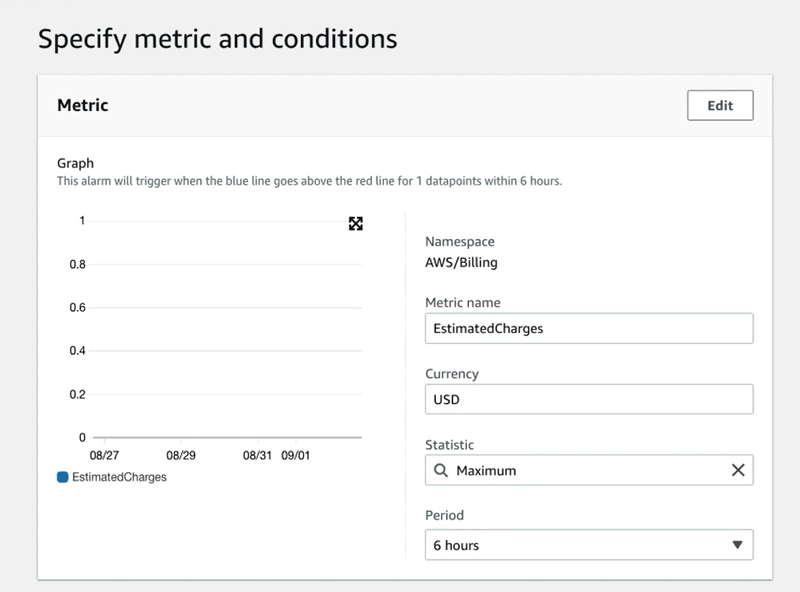 Specify metric and conditions
Metric
Edit
Graph
This alarm will trigger when the blue line goes above the red line for 1 datapoints within 6 hours.
1
0.8
0.6
0.4
0.2
0
08/27 08/29 08/31 09/01
EstimatedCharges
Namespace
AWS/Billing
Metric name
EstimatedCharges
Currency
USD
Statistic
Maximum
Period
6 hours